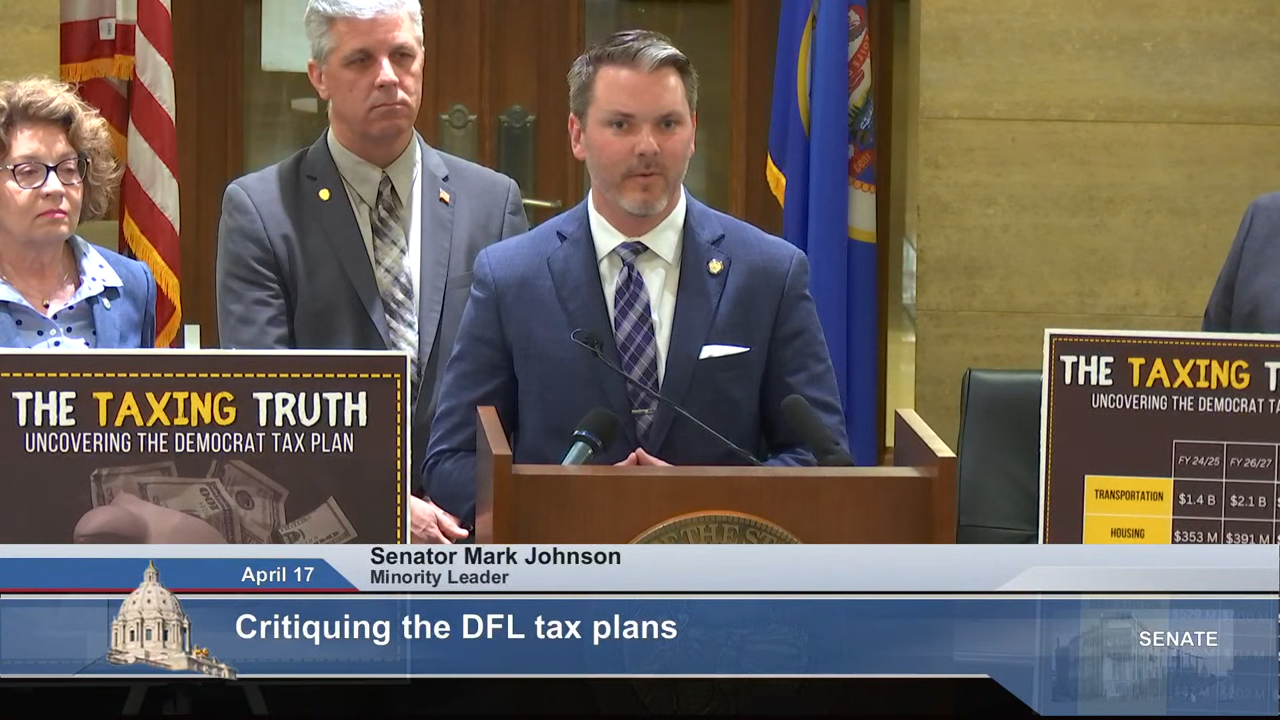 THE TAXING TRUTH
UNCOVERING THE DEMOCRAT TAX PLAN
THE TAXING
UNCOVERING THE DEMOCRAT
FY 24/25 FY 26/27
TRANSPORTATION $1.4 B $2.1 B
HOUSING $353 M $391 M
OF THE
Senator Mark Johnson
April 17
Minority Leader
Critiquing the DFL tax plans
SENATE